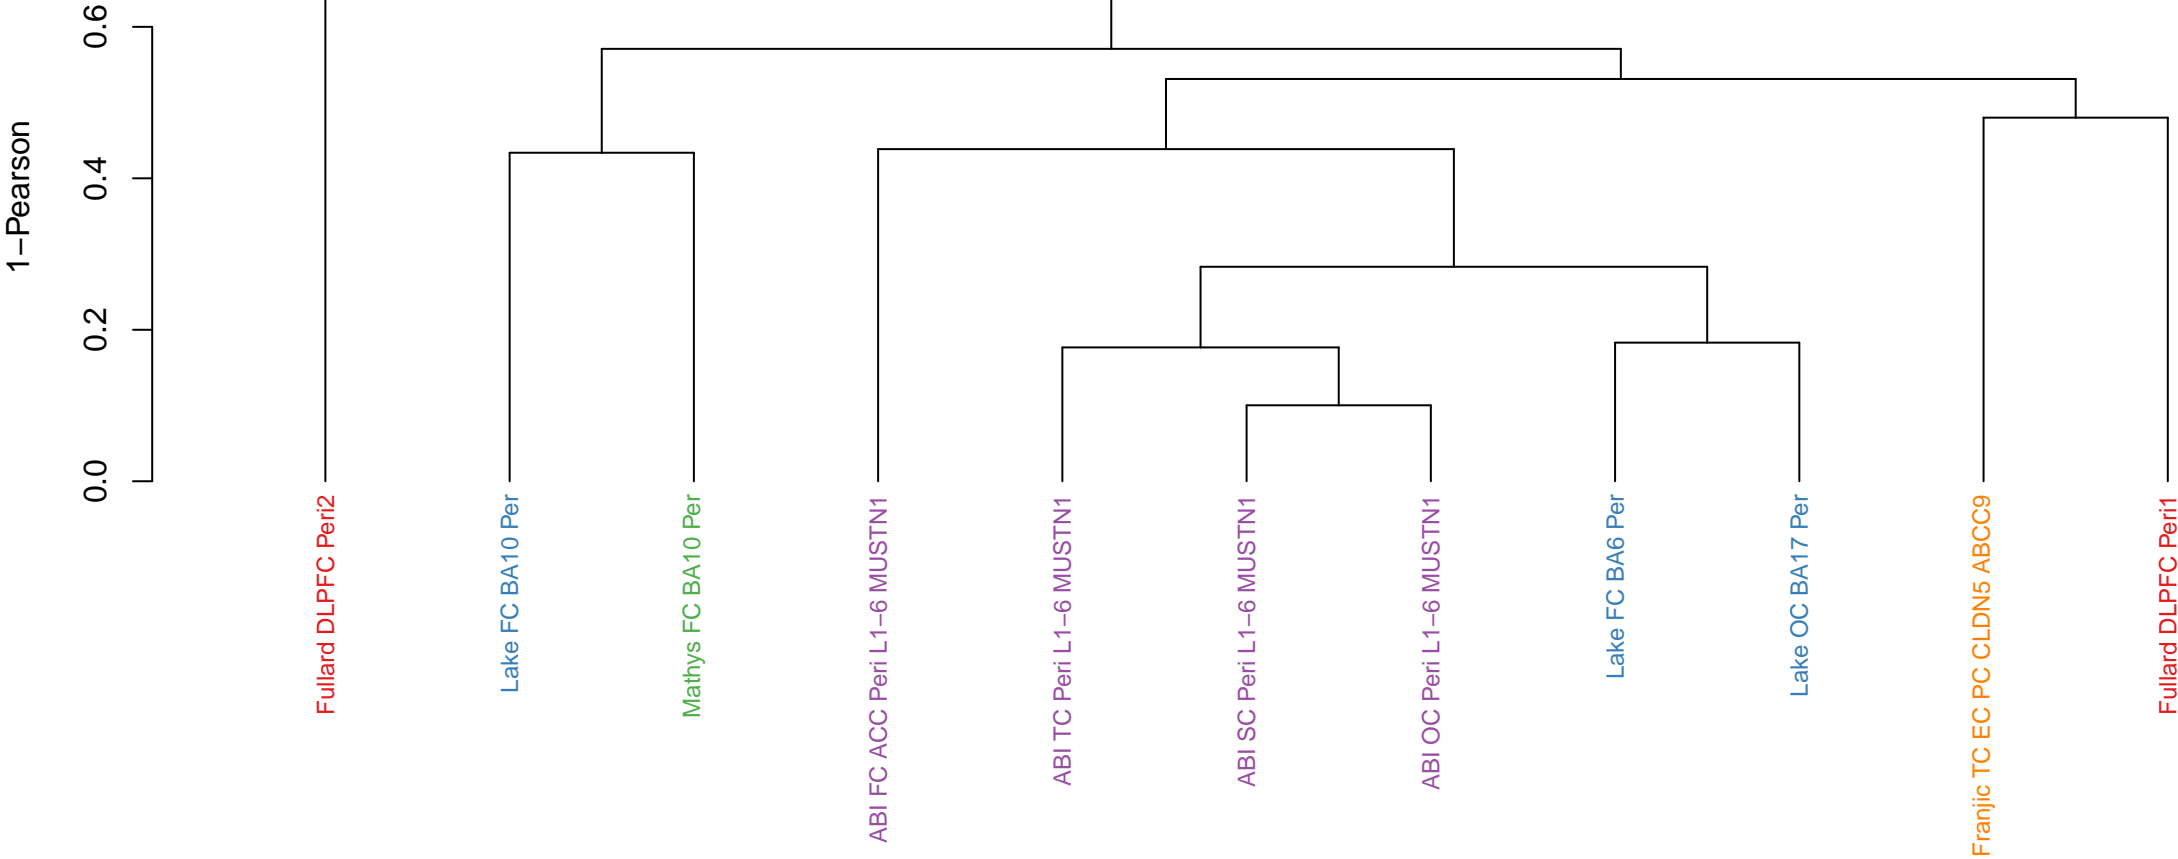 1−Pearson
0.6
0.4
0.2
0.0
Fullard DLPFC Peri2
Lake FC BA10 Per
Mathys FC BA10 Per
ABI FC ACC Peri L1−6 MUSTN1
ABI TC Peri L1−6 MUSTN1
ABI SC Peri L1−6 MUSTN1
ABI OC Peri L1−6 MUSTN1
Lake FC BA6 Per
Lake OC BA17 Per
Franjic TC EC PC CLDN5 ABCC9
Fullard DLPFC Peri1